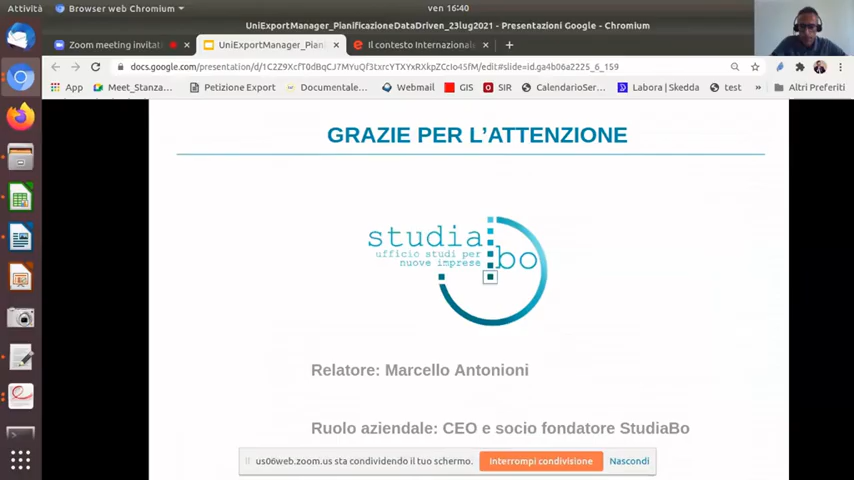 Attività
Browser web Chromium
ven 16:40
UniExportManager_PianificazioneDataDriven_23lug2021 - Presentazioni Google - Chromium
Zoom meeting invitati
UniExportManager_Pian
Il contesto Internazionale
docs.google.com/presentation/d/1C2Z9XcfT0dBqCJ7MYuQf3txrcYTXYxRXkpZCIo45fM/edit#slide=id.ga4b06a2225_6_159
App
Meet_Stanza...
Petizione Export
Documentale...
Webmail
GIS
SIR
CalendarioSer...
Labora | Skedda
test
»
Altri Preferiti
GRAZIE PER L'ATTENZIONE
studia
bo
ufficio studi per
nuove imprese
Relatore: Marcello Antonioni
Ruolo aziendale: CEO e socio fondatore StudiaBo
us06web.zoom.us sta condividendo il tuo schermo.
Interrompi condivisione
Nascondi